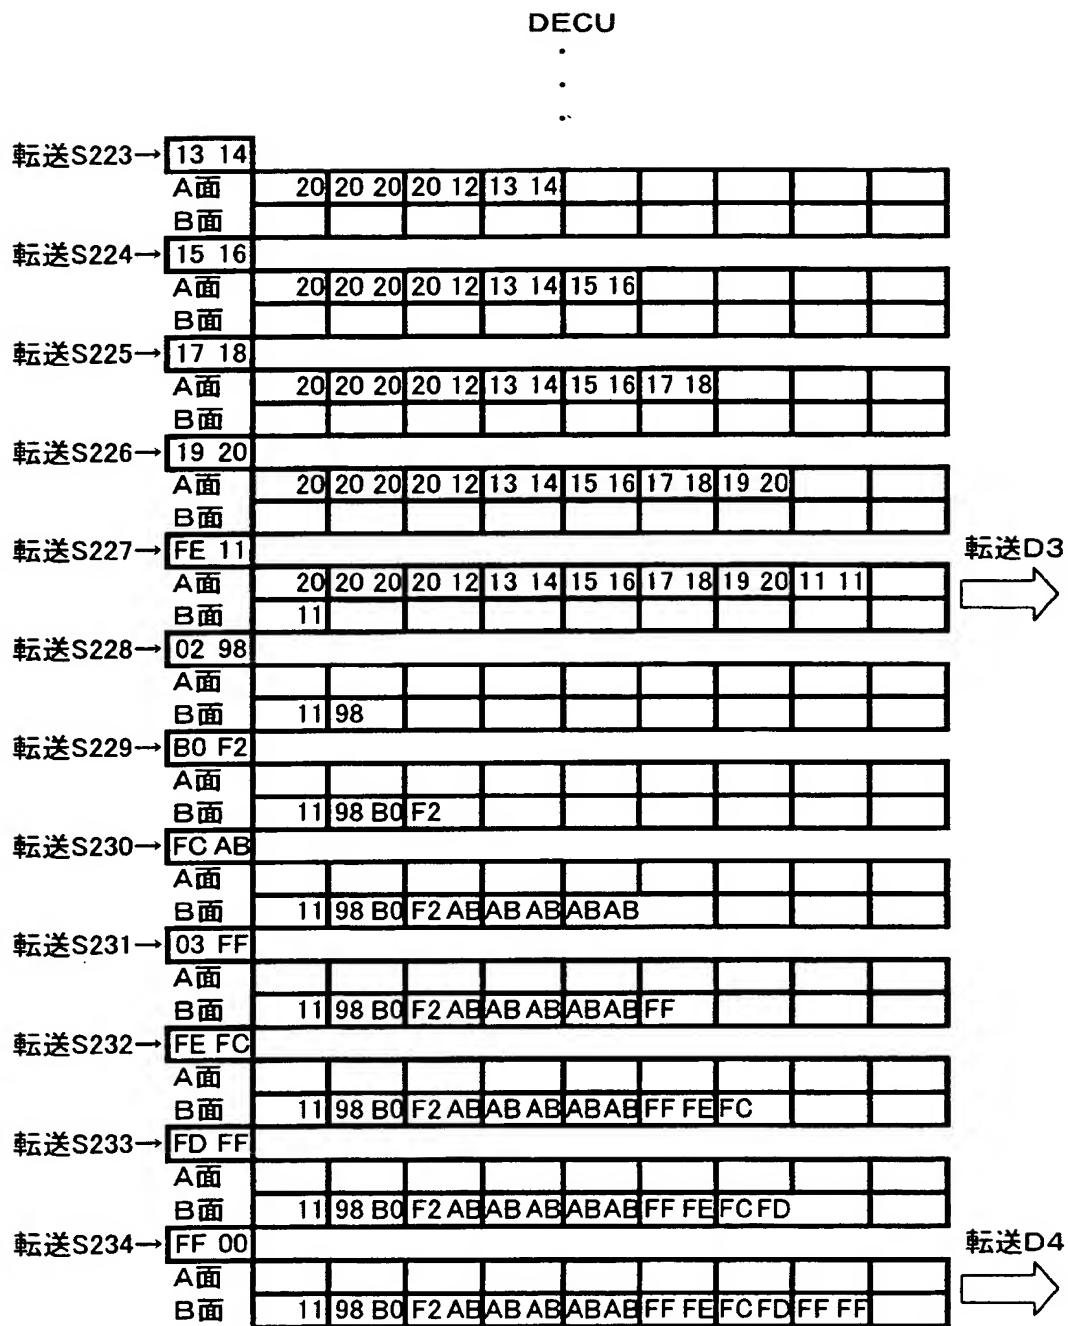 DECU
転送S223→ 13 14
A面 20 20 20 20 12 13 14
B面
転送S224→ 15 16
A面 20 20 20 20 12 13 14 15 16
B面
転送S225→ 17 18
A面 20 20 20 20 12 13 14 15 16 17 18
B面
転送S226→ 19 20
A面 20 20 20 20 12 13 14 15 16 17 18 19 20
B面
転送S227→ FE 11 転送D3
A面 20 20 20 20 12 13 14 15 16 17 18 19 20 11 11
B面 11
転送S228→ 02 98
A面
B面 11 98
転送S229→ B0 F2
A面
B面 11 98 B0 F2
転送S230→ FC AB
A面
B面 11 98 B0 F2 AB AB AB AB AB
転送S231→ 03 FF
A面
B面 11 98 B0 F2 AB AB AB AB AB FF
転送S232→ FE FC
A面
B面 11 98 B0 F2 AB AB AB AB AB FF FE FC
転送S233→ FD FF
A面
B面 11 98 B0 F2 AB AB AB AB AB FF FE FC FD
転送S234→ FF 00 転送D4
A面
B面 11 98 B0 F2 AB AB AB AB AB FF FE FC FD FF FF